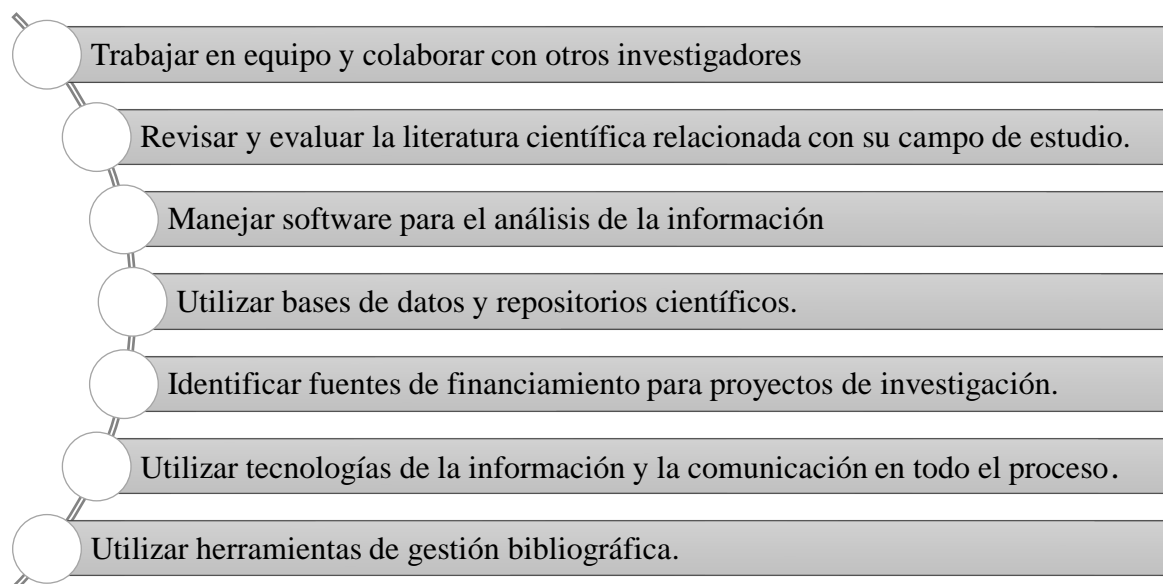 Trabajar en equipo y colaborar con otros investigadores
Revisar y evaluar la literatura científica relacionada con su campo de estudio.
Manejar software para el análisis de la información
Utilizar bases de datos y repositorios científicos.
Identificar fuentes de financiamiento para proyectos de investigación.
Utilizar tecnologías de la información y la comunicación en todo el proceso.
Utilizar herramientas de gestión bibliográfica.